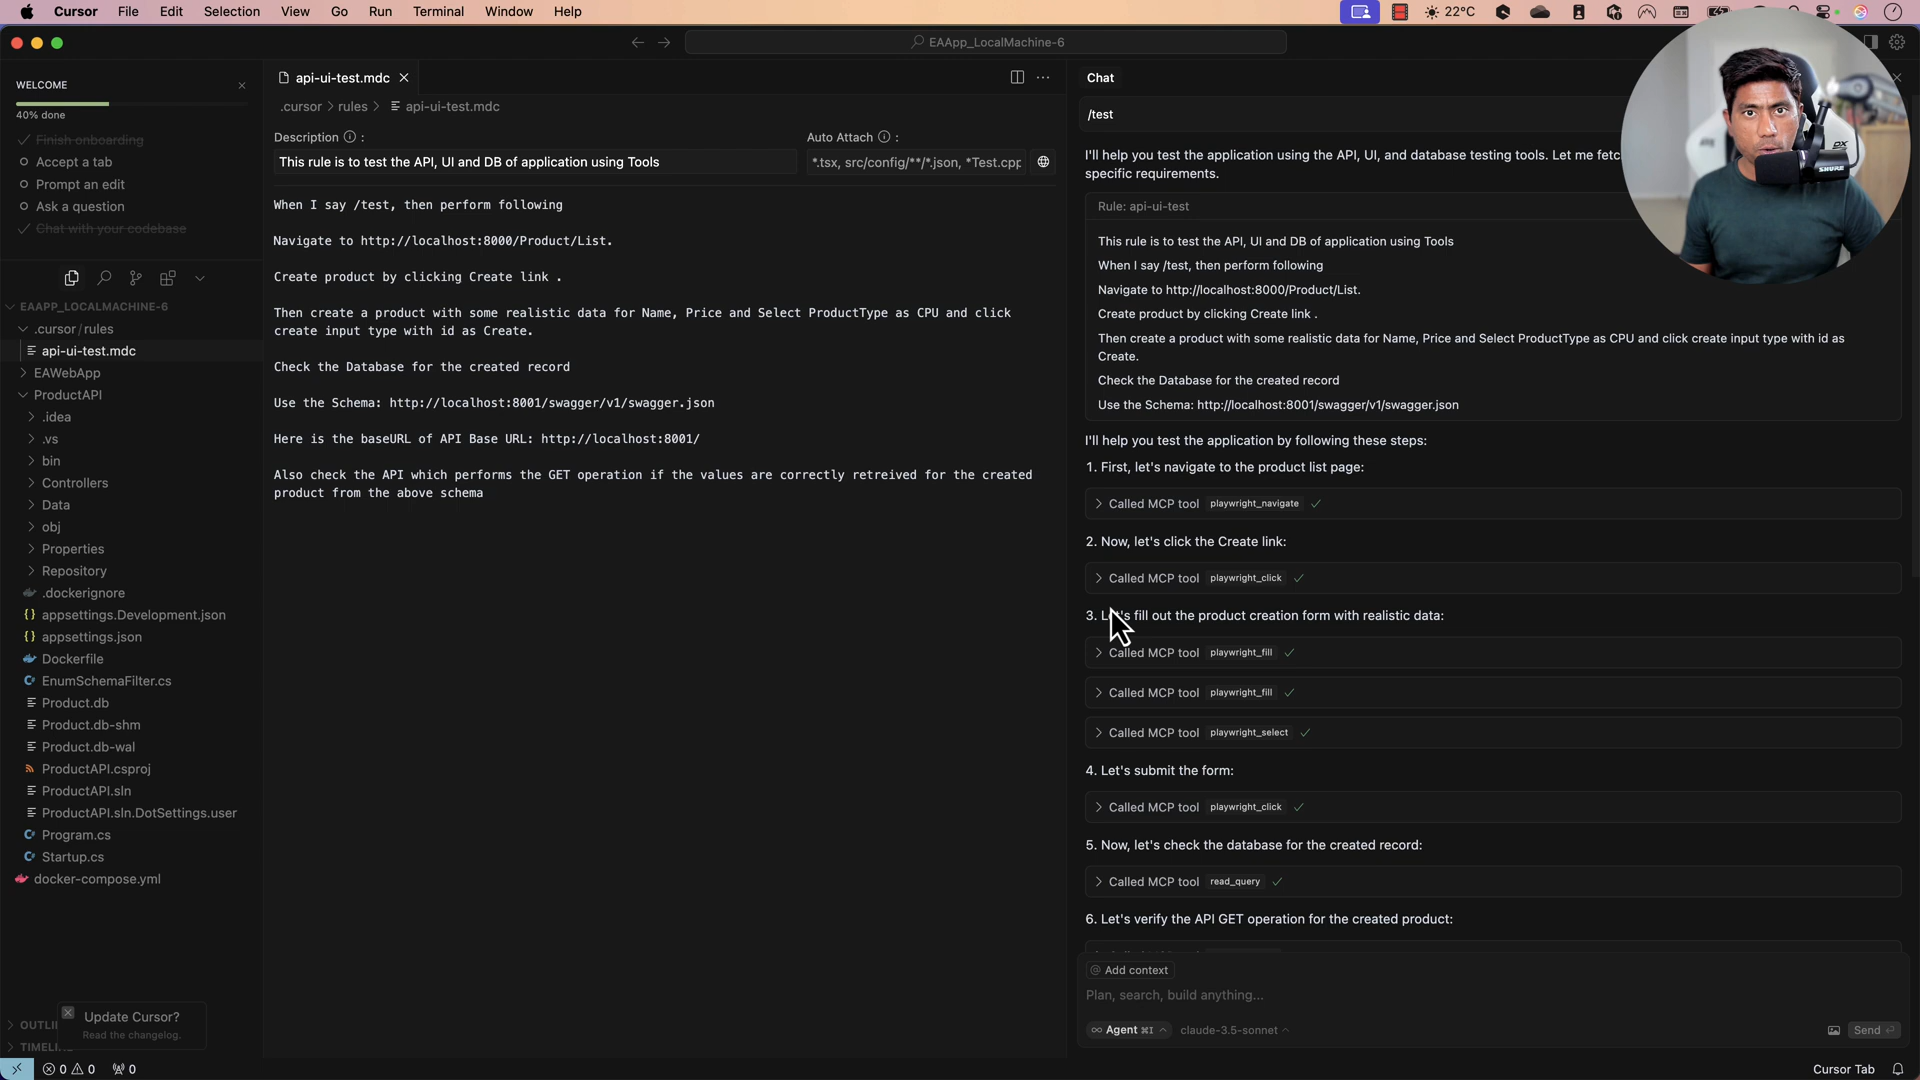 Cursor File Edit Selection View Go Run Terminal Window Help
22°C
EAApp_LocalMachine-6
WELCOME
40% done
Finish onboarding
Accept a tab
Prompt an edit
Ask a question
Chat with your codebase
EAAPP_LOCALMACHINE-6
.cursor/rules
api-ui-test.mdc
EAWebApp
ProductAPI
.idea
.vs
bin
Controllers
Data
obj
Properties
Repository
.dockerignore
appsettings.Development.json
appsettings.json
Dockerfile
EnumSchemaFilter.cs
Product.db
Product.db-shm
Product.db-wal
ProductAPI.csproj
ProductAPI.sln
ProductAPI.sln.DotSettings.user
Program.cs
Startup.cs
docker-compose.yml
Update Cursor?
Read the changelog.
0 0 0
api-ui-test.mdc
.cursor > rules > api-ui-test.mdc
Description :
Auto Attach :
This rule is to test the API, UI and DB of application using Tools
*.tsx, src/config/**/*.json, *Test.cpp
When I say /test, then perform following
Navigate to http://localhost:8000/Product/List.
Create product by clicking Create link .
Then create a product with some realistic data for Name, Price and Select ProductType as CPU and click
create input type with id as Create.
Check the Database for the created record
Use the Schema: http://localhost:8001/swagger/v1/swagger.json
Here is the baseURL of API Base URL: http://localhost:8001/
Also check the API which performs the GET operation if the values are correctly retreived for the created
product from the above schema
Chat
/test
I'll help you test the application using the API, UI, and database testing tools. Let me
specific requirements.
Rule: api-ui-test
This rule is to test the API, UI and DB of application using Tools
When I say /test, then perform following
Navigate to http://localhost:8000/Product/List.
Create product by clicking Create link .
Then create a product with some realistic data for Name, Price and Select ProductType as CPU and click create input type with id as
Create.
Check the Database for the created record
Use the Schema: http://localhost:8001/swagger/v1/swagger.json
I'll help you test the application by following these steps:
1. First, let's navigate to the product list page:
Called MCP tool playwright_navigate
2. Now, let's click the Create link:
Called MCP tool playwright_click
3. Let's fill out the product creation form with realistic data:
Called MCP tool playwright_fill
Called MCP tool playwright_fill
Called MCP tool playwright_select
4. Let's submit the form:
Called MCP tool playwright_click
5. Now, let's check the database for the created record:
Called MCP tool read_query
6. Let's verify the API GET operation for the created product:
@ Add context
Plan, search, build anything...
Agent ⌘I claude-3.5-sonnet
Send
Cursor Tab
SHURE